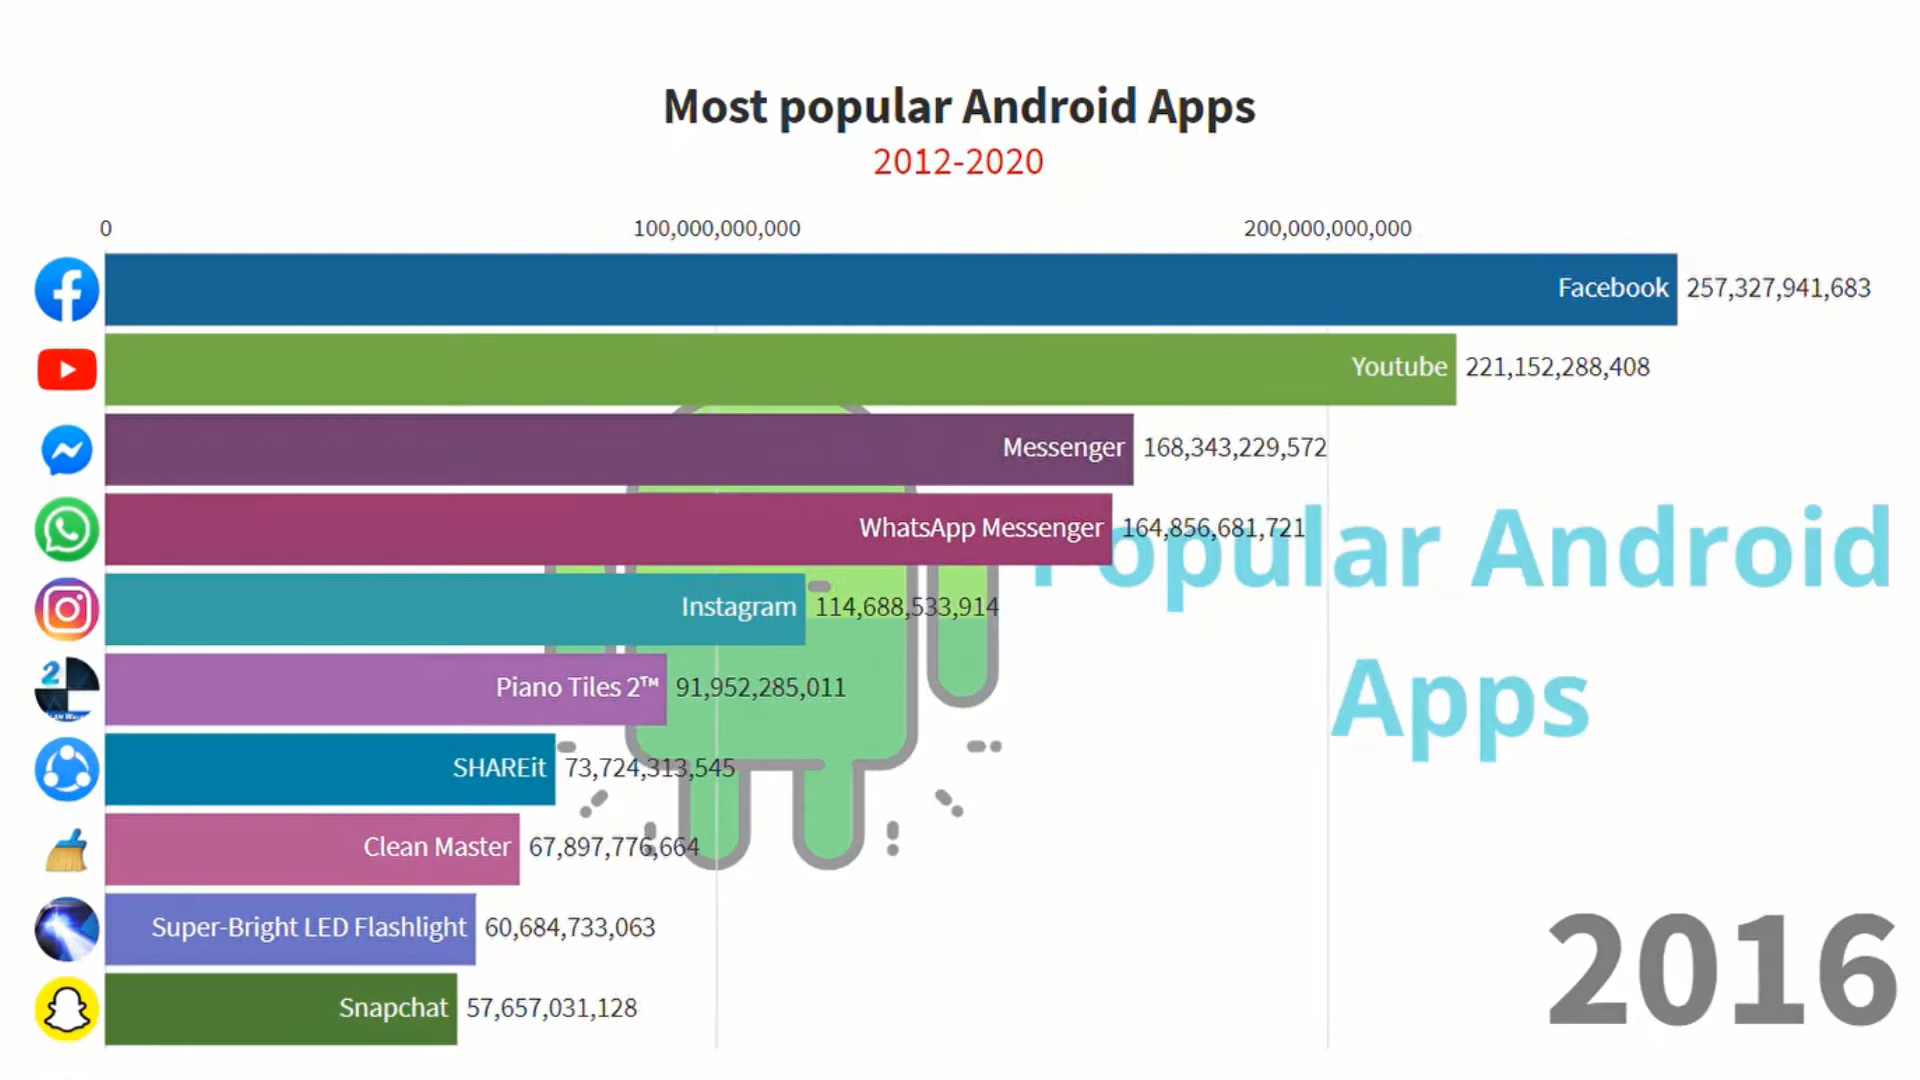 Most popular Android Apps
2012-2020
0 100,000,000,000 200,000,000,000
Facebook 257,327,941,683
Youtube 221,152,288,408
Messenger 168,343,229,572
WhatsApp Messenger 164,856,681,721
Popular Android
Instagram 114,688,533,914
2
Piano Tiles 2™ 91,952,285,011
Apps
SHAREit 73,724,313,545
Clean Master 67,897,776,664
Super-Bright LED Flashlight 60,684,733,063
Snapchat 57,657,031,128
2016